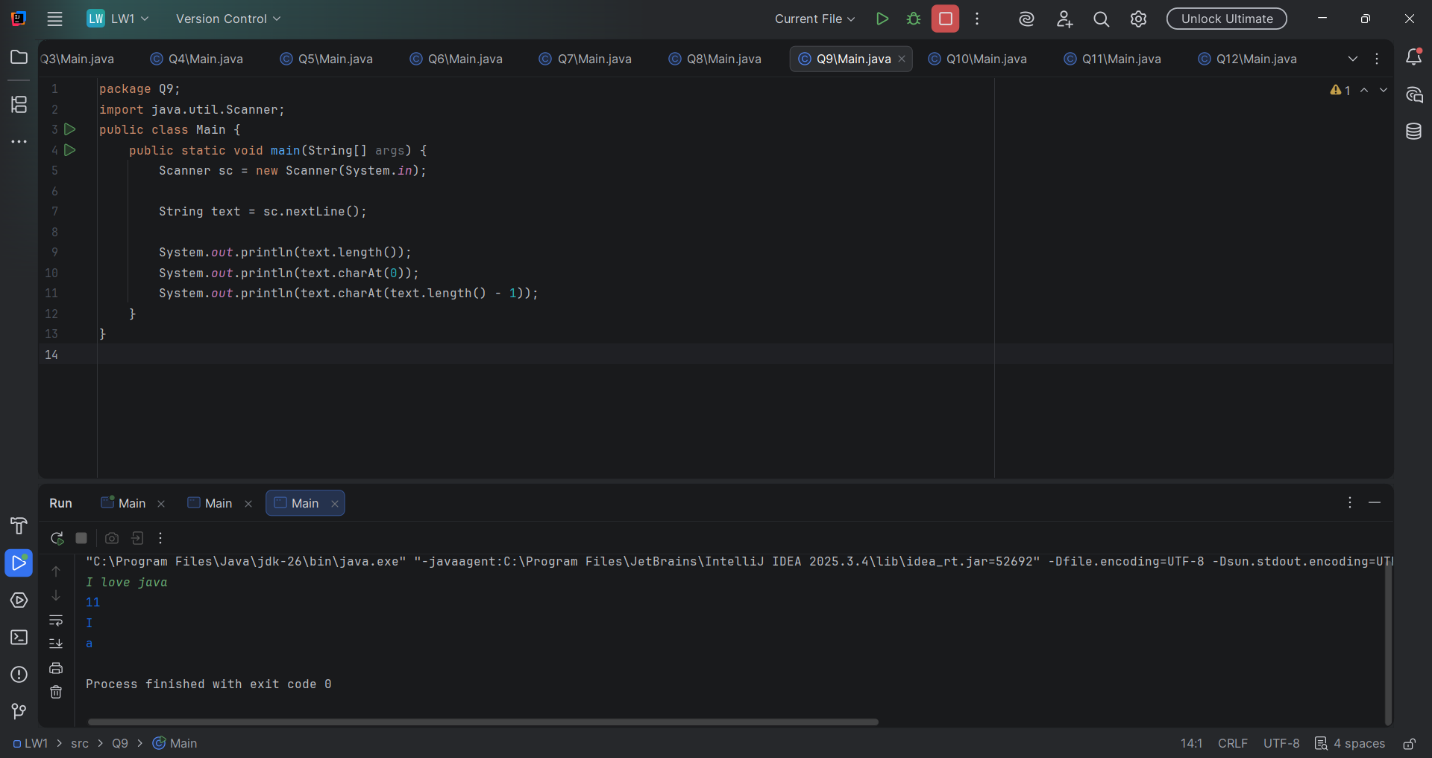 LW LW1 Version Control Current File Unlock Ultimate
Q3\Main.java Q4\Main.java Q5\Main.java Q6\Main.java Q7\Main.java Q8\Main.java Q9\Main.java Q10\Main.java Q11\Main.java Q12\Main.java
1 package Q9; 1
2 import java.util.Scanner;
3 public class Main {
4 public static void main(String[] args) {
5 Scanner sc = new Scanner(System.in);
6
7 String text = sc.nextLine();
8
9 System.out.println(text.length());
10 System.out.println(text.charAt(0));
11 System.out.println(text.charAt(text.length() - 1));
12 }
13 }
14
Run Main Main Main
"C:\Program Files\Java\jdk-26\bin\java.exe" "-javaagent:C:\Program Files\JetBrains\IntelliJ IDEA 2025.3.4\lib\idea_rt.jar=52692" -Dfile.encoding=UTF-8 -Dsun.stdout.encoding=UT
I love java
11
I
a
Process finished with exit code 0
LW1 > src > Q9 > Main 14:1 CRLF UTF-8 4 spaces